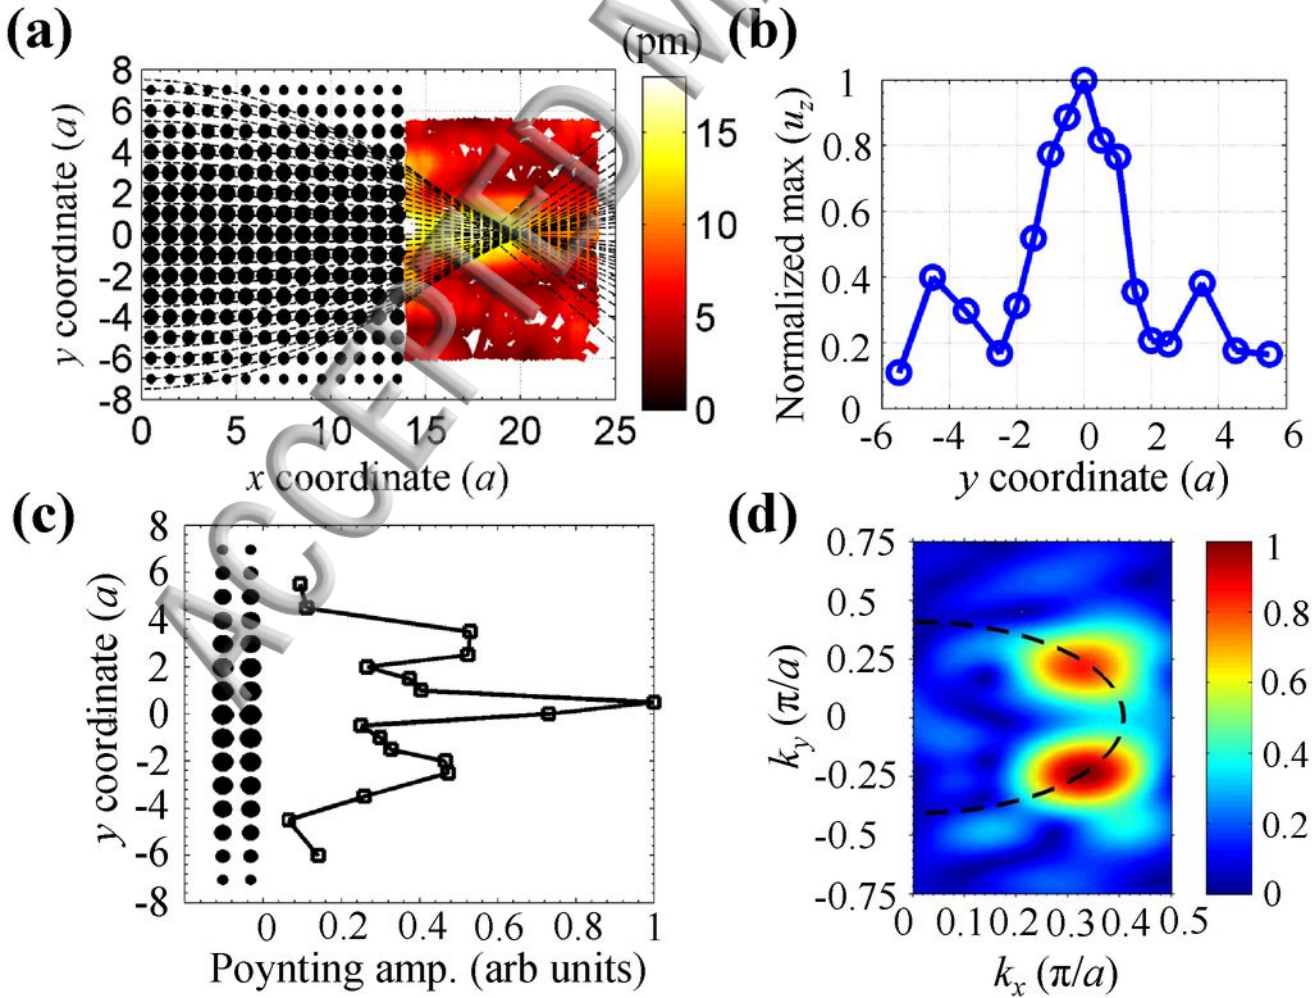 (a)
(pm)
8
6
4
2
0
-2
-4
-6
-8
y coordinate (a)
0 5 10 15 20 25
x coordinate (a)
15
10
5
0
(b)
1
0.8
0.6
0.4
0.2
0
Normalized max (u_z)
-6 -4 -2 0 2 4 6
y coordinate (a)
(c)
8
6
4
2
0
-2
-4
-6
-8
y coordinate (a)
0 0.2 0.4 0.6 0.8 1
Poynting amp. (arb units)
(d)
0.75
0.5
0.25
0
-0.25
-0.5
-0.75
k_y (π/a)
0 0.1 0.2 0.3 0.4 0.5
k_x (π/a)
1
0.8
0.6
0.4
0.2
0
ACCEPTED M